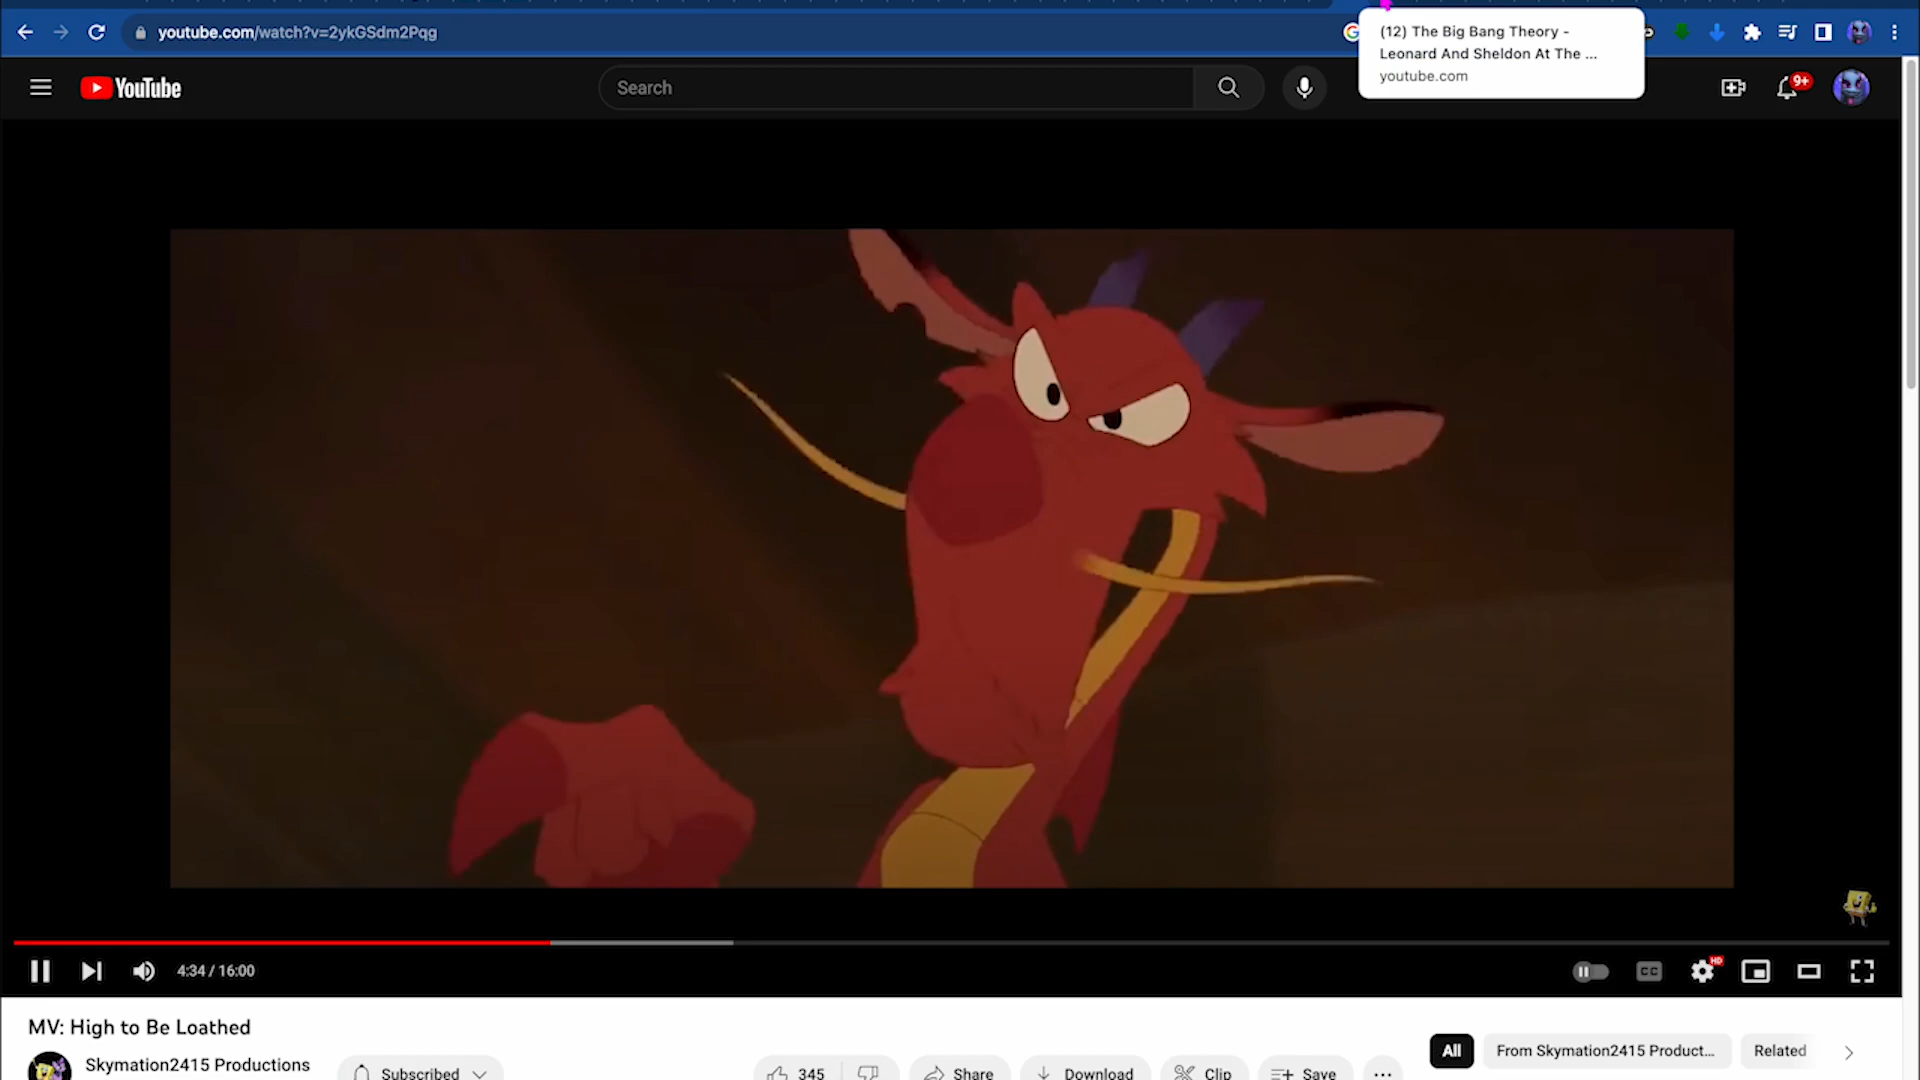 youtube.com/watch?v=2ykGSdm2Pqg
(12) The Big Bang Theory -
Leonard And Sheldon At The ...
youtube.com
YouTube
Search
9+
4:34 / 16:00
CC
HD
MV: High to Be Loathed
Skymation2415 Productions
Subscribed
345
Share
Download
Clip
Save
...
All
From Skymation2415 Product...
Related